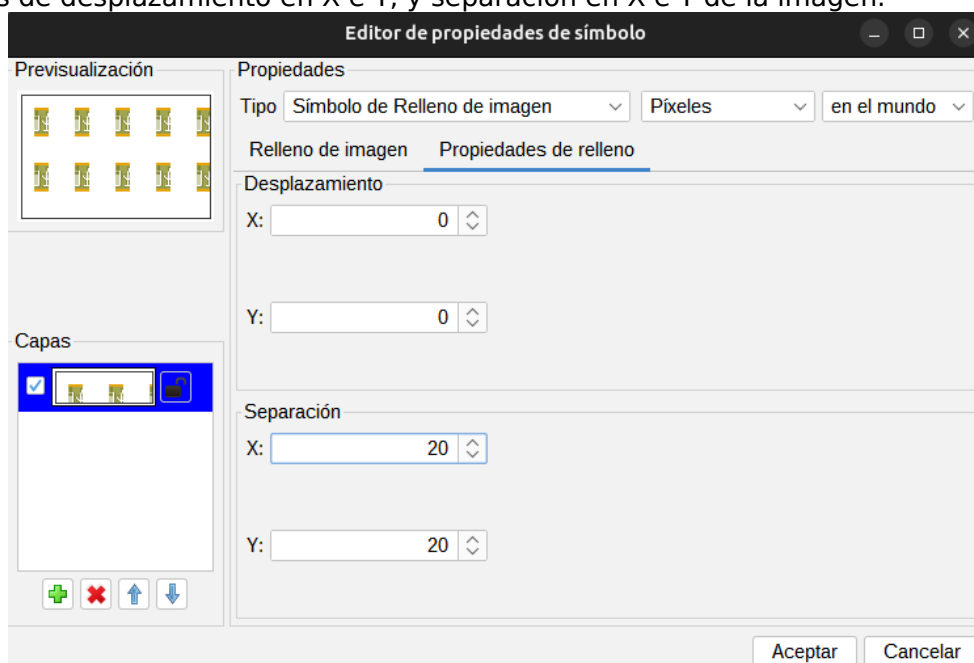 s de desplazamiento en X e Y, y separación en X e Y de la imagen.
Editor de propiedades de símbolo
Previsualización
Propiedades
Tipo Símbolo de Relleno de imagen Píxeles en el mundo
Relleno de imagen Propiedades de relleno
Desplazamiento
X: 0
Y: 0
Capas
Separación
X: 20
Y: 20
Aceptar Cancelar